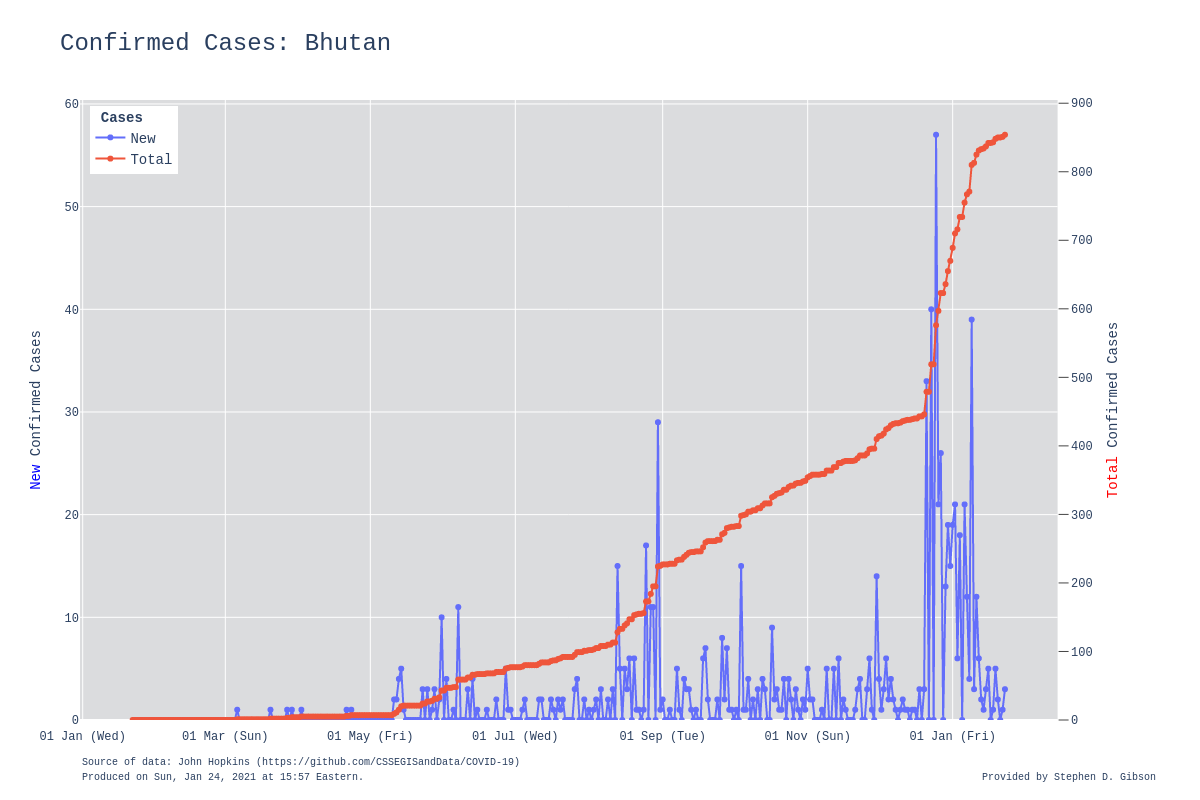 Confirmed Cases: Bhutan
Cases
New
Total
60
50
40
30
20
10
0
900
800
700
600
500
400
300
200
100
0
New Confirmed Cases
Total Confirmed Cases
01 Jan (Wed)
01 Mar (Sun)
01 May (Fri)
01 Jul (Wed)
01 Sep (Tue)
01 Nov (Sun)
01 Jan (Fri)
Source of data: John Hopkins (https://github.com/CSSEGISandData/COVID-19)
Produced on Sun, Jan 24, 2021 at 15:57 Eastern.
Provided by Stephen D. Gibson